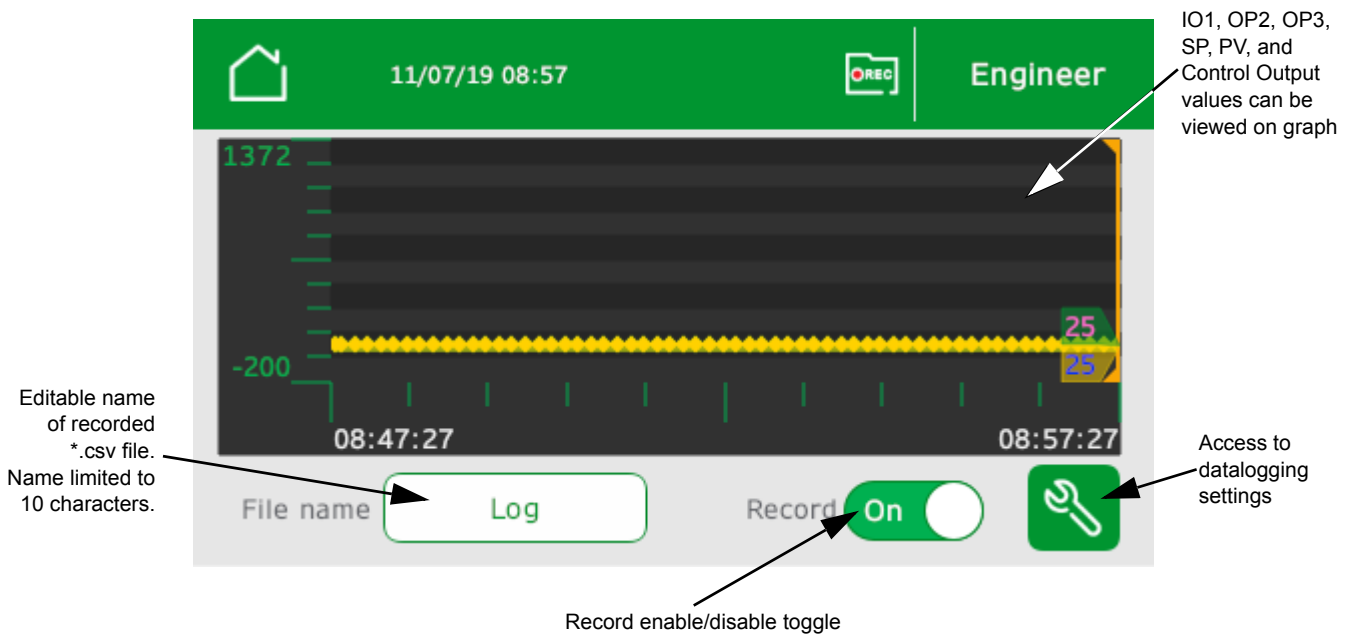 IO1, OP2, OP3,
SP, PV, and
Control Output
values can be
viewed on graph
11/07/19 08:57
REC
Engineer
1372
25
-200
25
08:47:27
08:57:27
Editable name
of recorded
*.csv file.
Name limited to
10 characters.
File name
Log
Record
On
Access to
datalogging
settings
Record enable/disable toggle